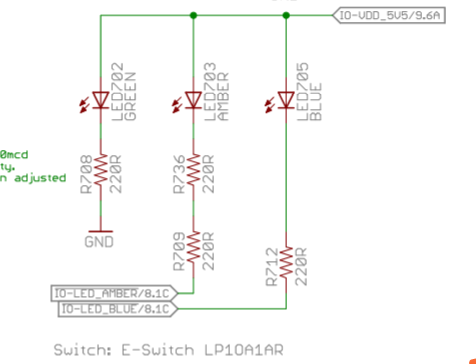 IO-VDD_5V5/9.6A
LED702
GREEN
LED703
AMBER
LED705
BLUE
0mcd
ty.
n adjusted
R708
220R
R736
220R
GND
R709
220R
R712
220R
IO-LED_AMBER/8.1C
IO-LED_BLUE/8.1C
Switch: E-Switch LP10A1AR